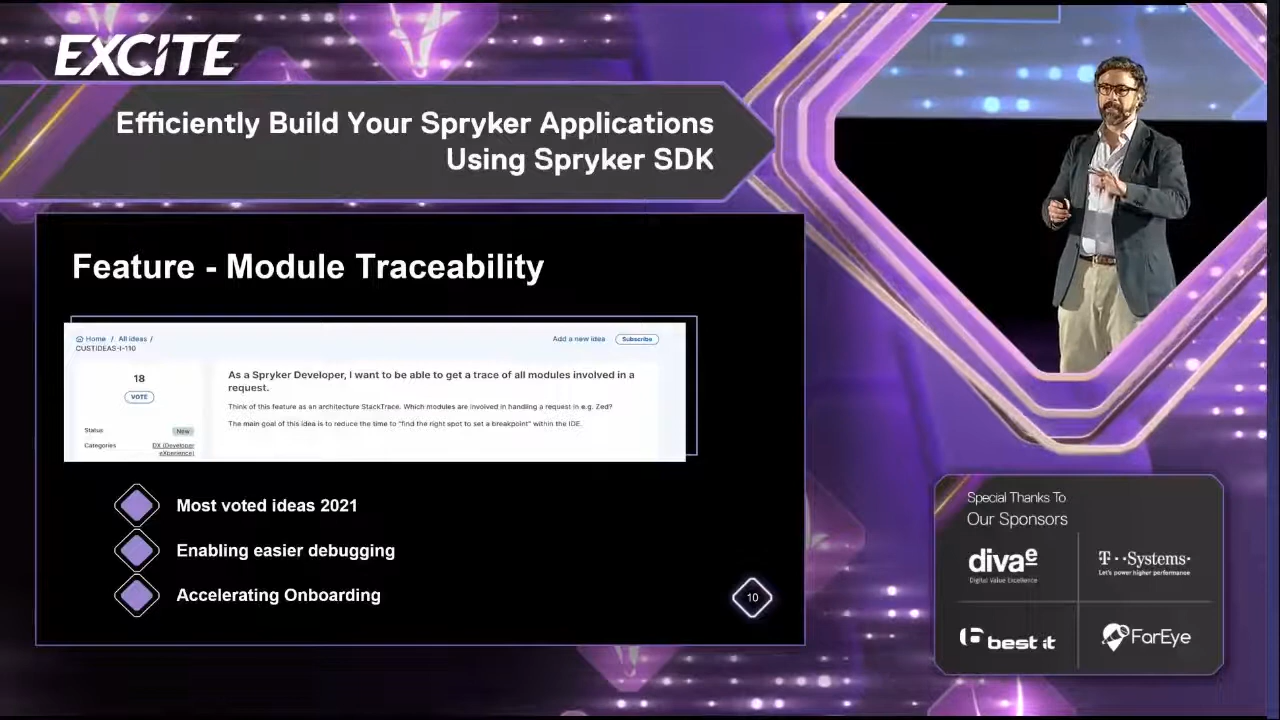 EXCITE
Efficiently Build Your Spryker Applications
Using Spryker SDK
Feature - Module Traceability
Home / All ideas /
CUSTIDEAS-I-110
Add a new idea
Subscribe
18
VOTE
Status
New
Categories
DX (Developer
eXperience)
As a Spryker Developer, I want to be able to get a trace of all modules involved in a
request.
Think of this feature as an architecture StackTrace. Which modules are involved in handling a request in e.g. Zed?
The main goal of this idea is to reduce the time to "find the right spot to set a breakpoint" within the IDE.
Most voted ideas 2021
Enabling easier debugging
Accelerating Onboarding
10
Special Thanks To
Our Sponsors
divae
Digital Value Excellence
T··Systems·
Let's power higher performance
best it
FarEye